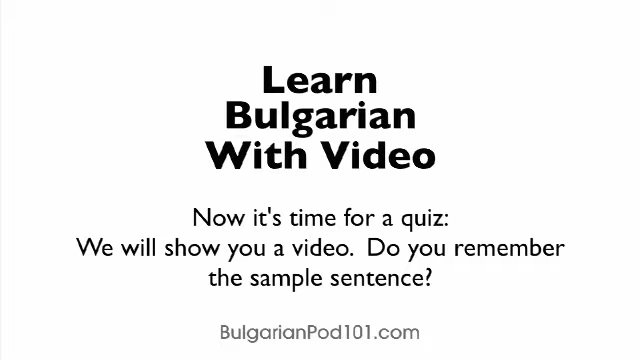 Learn
Bulgarian
With Video
Now it's time for a quiz:
We will show you a video.  Do you remember
the sample sentence?
BulgarianPod101.com